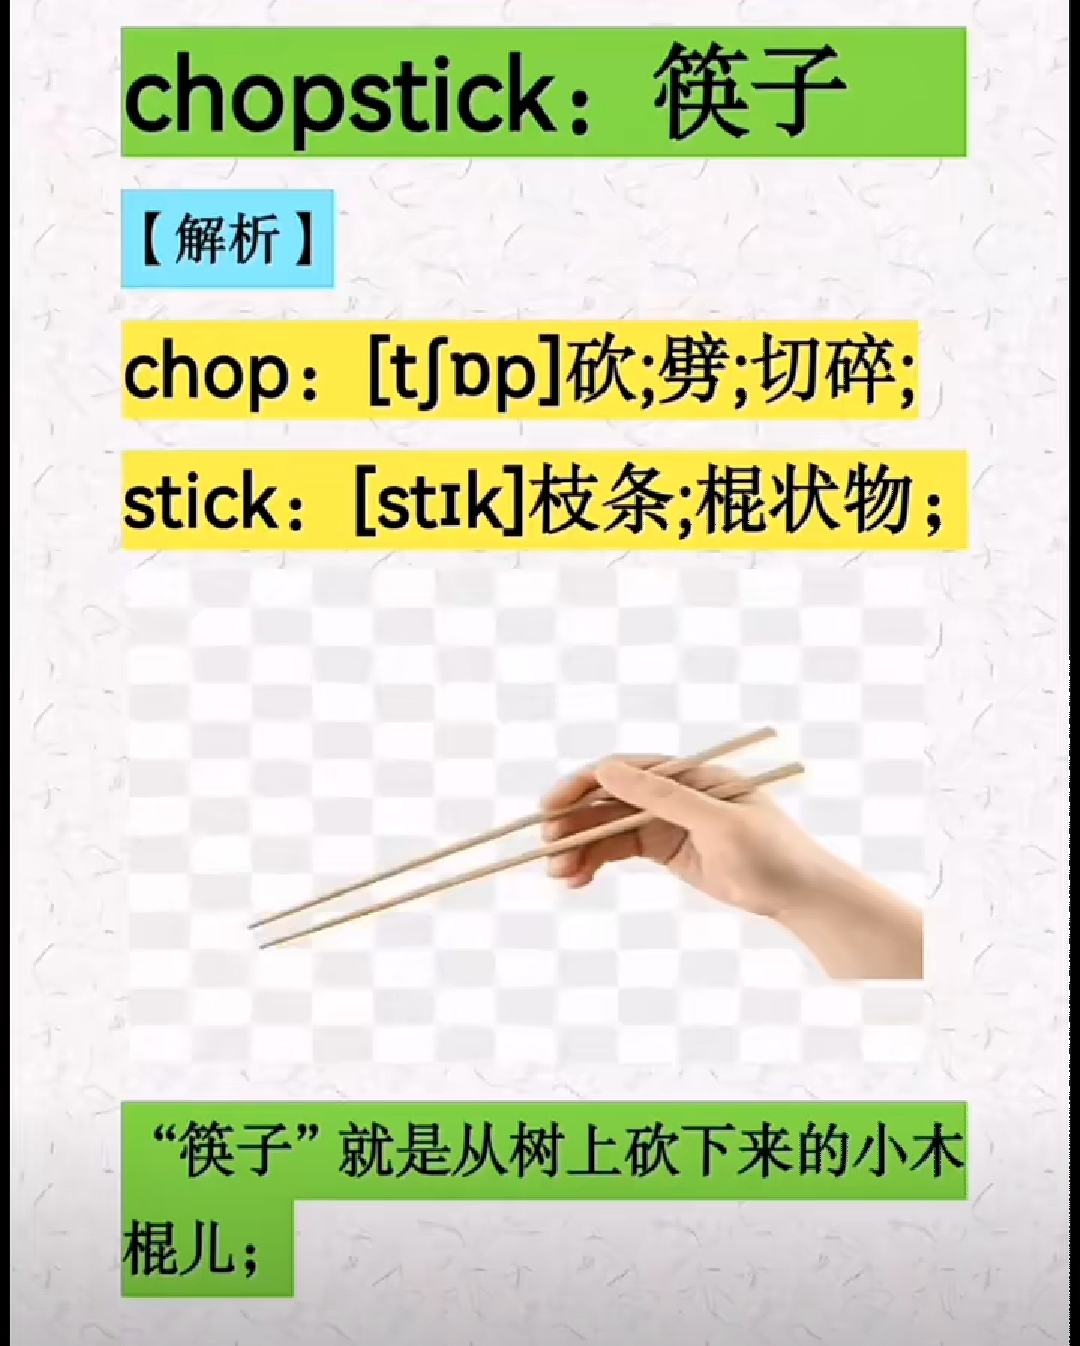 chopstick：筷子
【解析】
chop：[tʃɒp]砍;劈;切碎;
stick：[stɪk]枝条;棍状物；
“筷子”就是从树上砍下来的小木
棍儿；